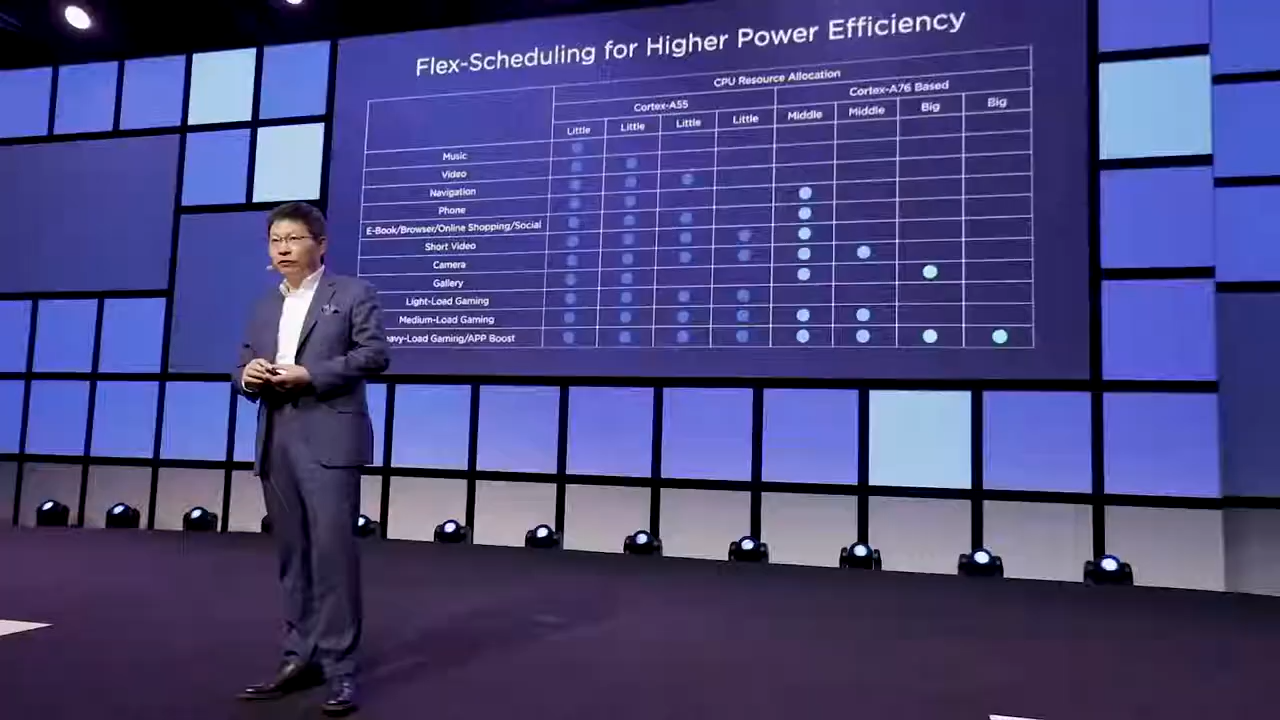 Flex-Scheduling for Higher Power Efficiency
CPU Resource Allocation
Cortex-A55
Cortex-A76 Based
Little
Little
Little
Little
Middle
Middle
Big
Big
Music
Video
Navigation
Phone
E-Book/Browser/Online Shopping/Social
Short Video
Camera
Gallery
Light-Load Gaming
Medium-Load Gaming
eavy-Load Gaming/APP Boost